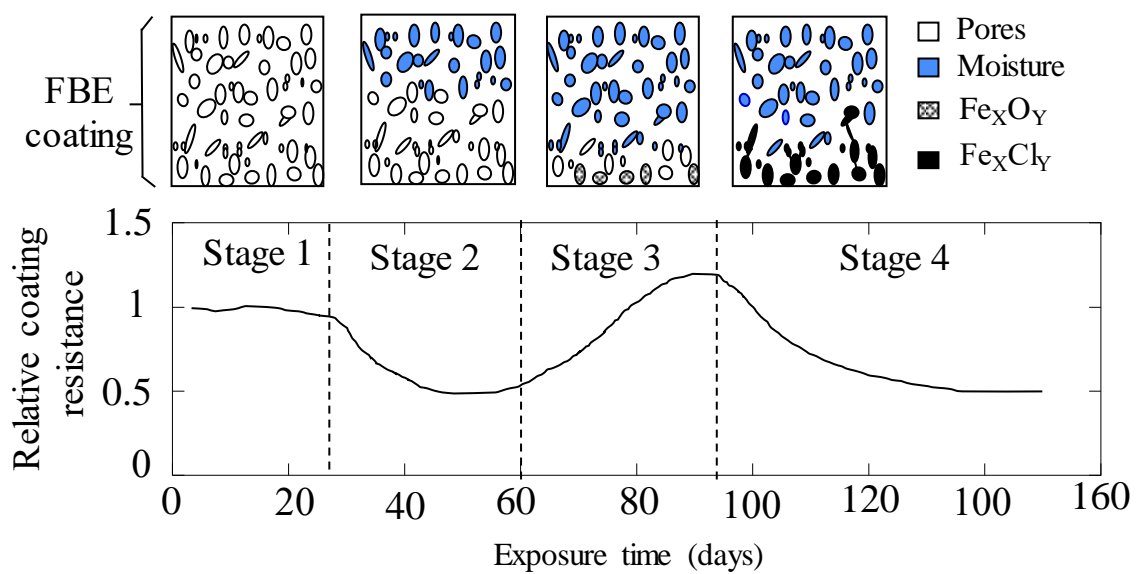 FBE
coating
Pores
Moisture
FeXOY
FeXClY
Relative coating
resistance
1.5
1
0.5
0
Stage 1
Stage 2
Stage 3
Stage 4
0
20
40
60
80
100
120
100
160
Exposure time (days)